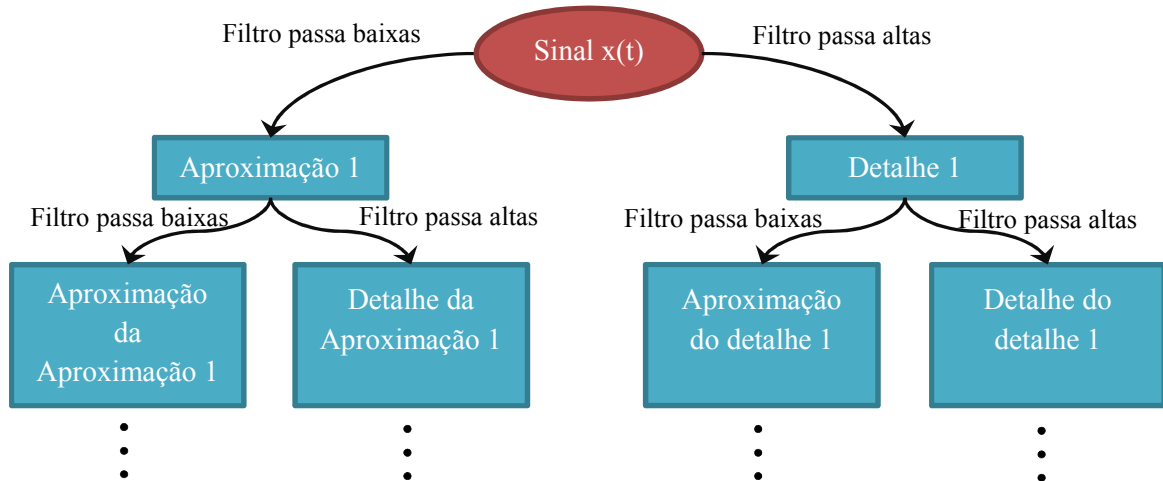 Filtro passa baixas
Sinal x(t)
Filtro passa altas
Aproximação 1
Detalhe 1
Filtro passa baixas
Filtro passa altas
Filtro passa baixas
Filtro passa altas
Aproximação
da
Aproximação 1
Detalhe da
Aproximação 1
Aproximação
do detalhe 1
Detalhe do
detalhe 1